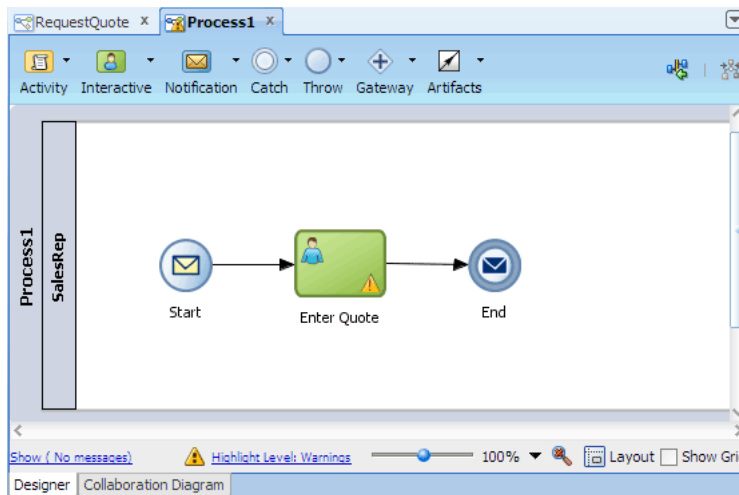 RequestQuote X Process1 X
Activity Interactive Notification Catch Throw Gateway Artifacts
Process1
SalesRep
Start
Enter Quote
End
Show ( No messages) Highlight Level: Warnings 100% Layout Show Gri
Designer Collaboration Diagram